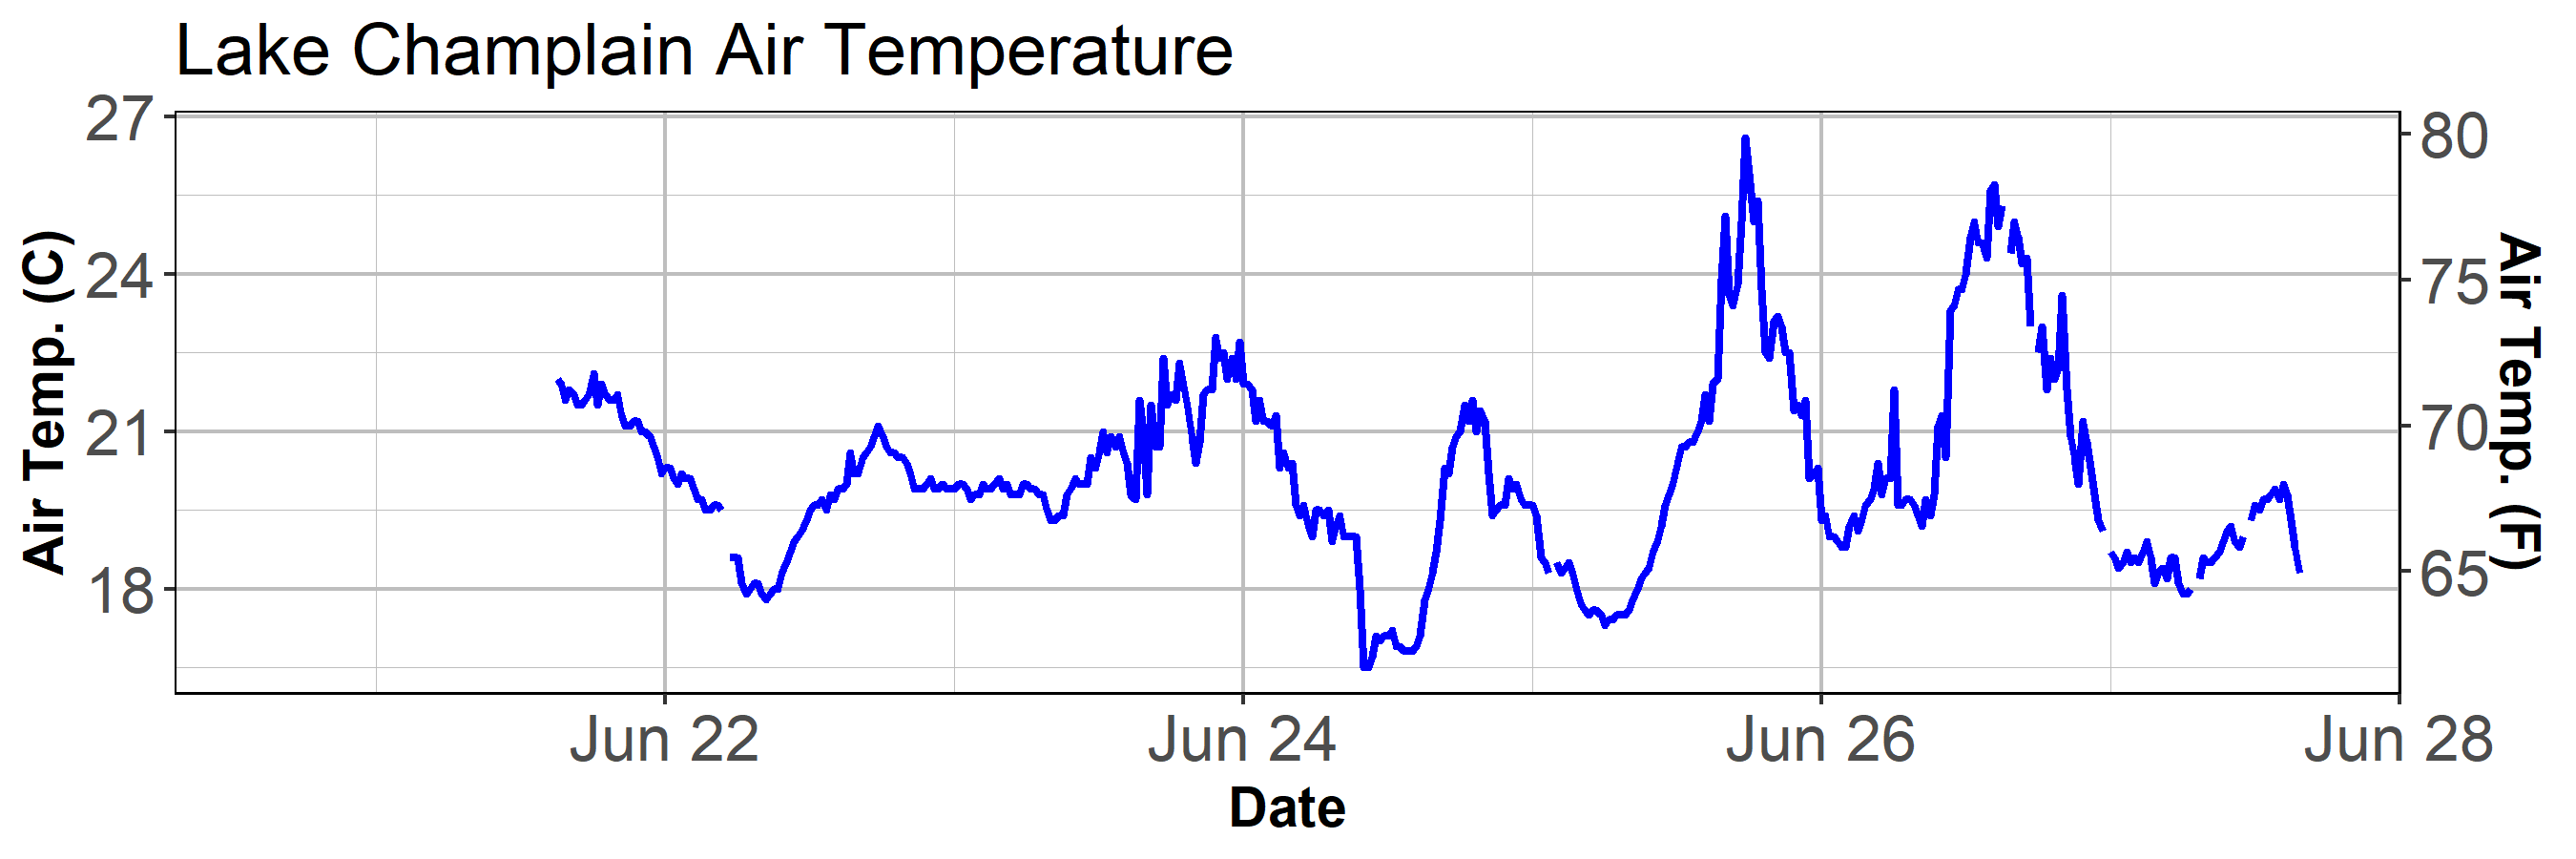 Lake Champlain Air Temperature
Air Temp. (C)
27
24
21
18
80
75
70
65
Air Temp. (F)
Jun 22
Jun 24
Jun 26
Jun 28
Date